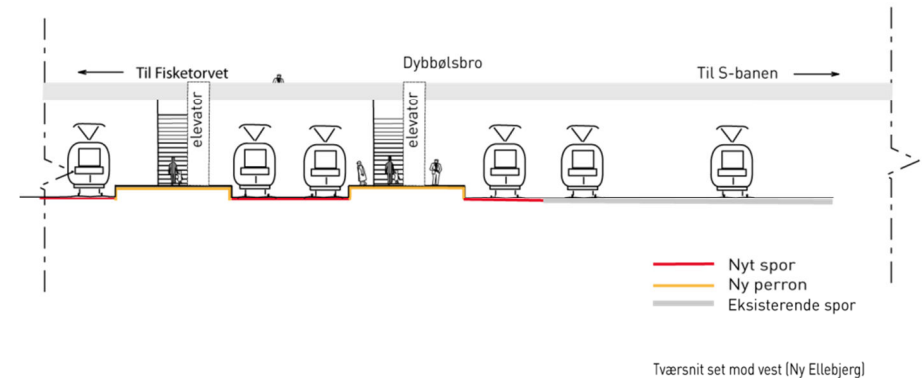 Til Fisketorvet
Dybbølsbro
Til S-banen
elevator
elevator
Nyt spor
Ny perron
Eksisterende spor
Tværsnit set mod vest (Ny Ellebjerg)